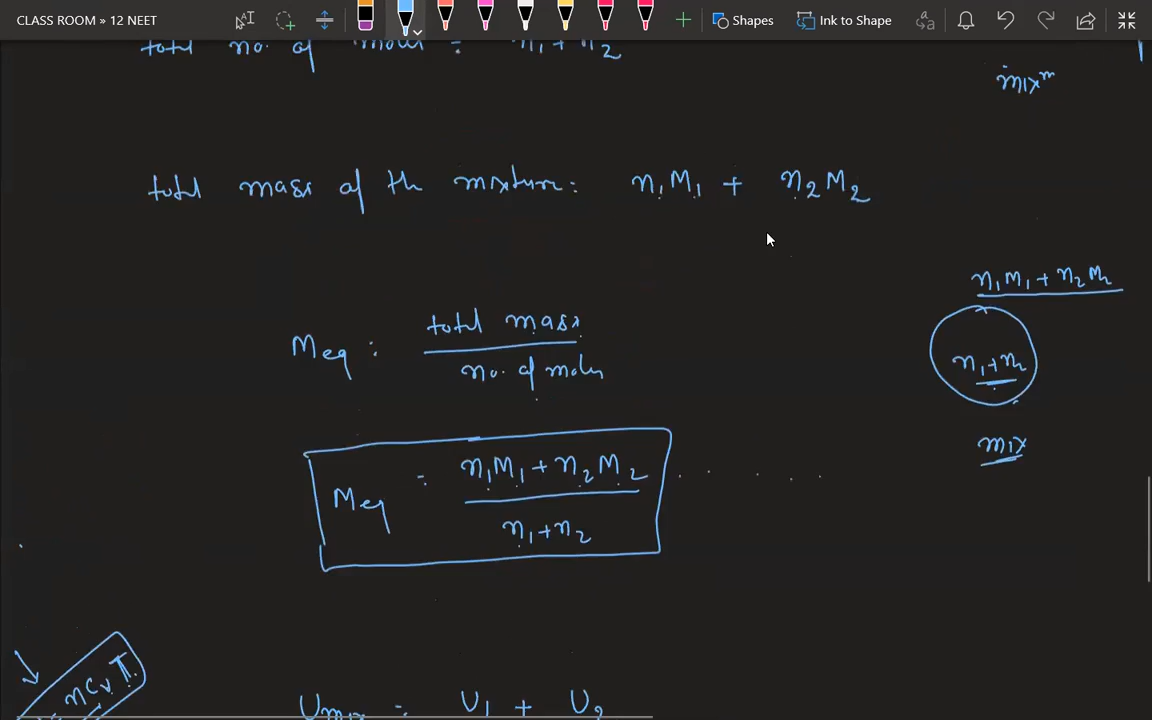 CLASS ROOM » 12 NEET
Shapes
Ink to Shape
total no. of moles = n₁ + n₂
mixᵐ
total mass of th mixture: n₁M₁ + n₂M₂
n₁M₁ + n₂M₂
Meq : total mass
no. of moles
n₁+n₂
mix
Meq = n₁M₁ + n₂M₂
n₁+n₂
nCvT.
Umix = U₁ + U₂